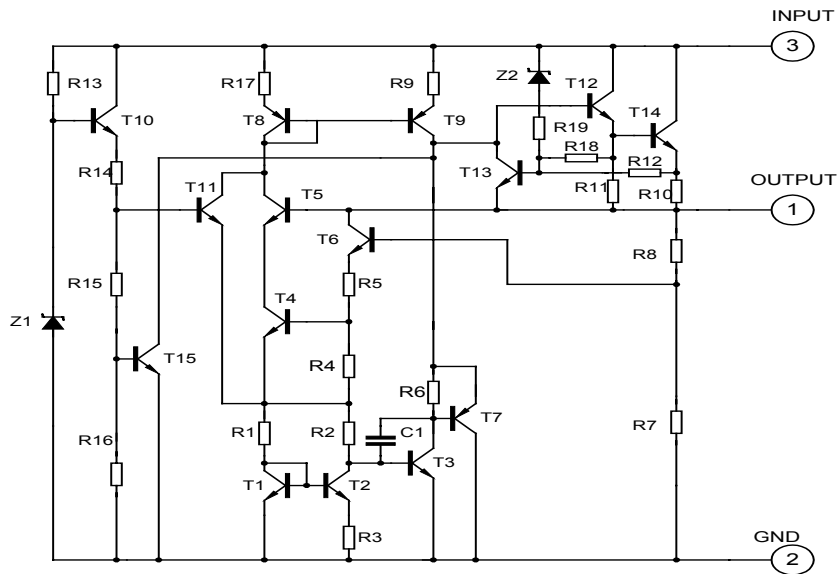 INPUT
3
R13
R17
R9
Z2
T12
T10
T8
T9
T14
R19
R18
R14
T13
R12
T11
T5
R11
R10
OUTPUT
1
T6
R8
R15
R5
T4
Z1
T15
R4
R6
T7
R7
R16
R1
R2
C1
T3
T1
T2
R3
GND
2